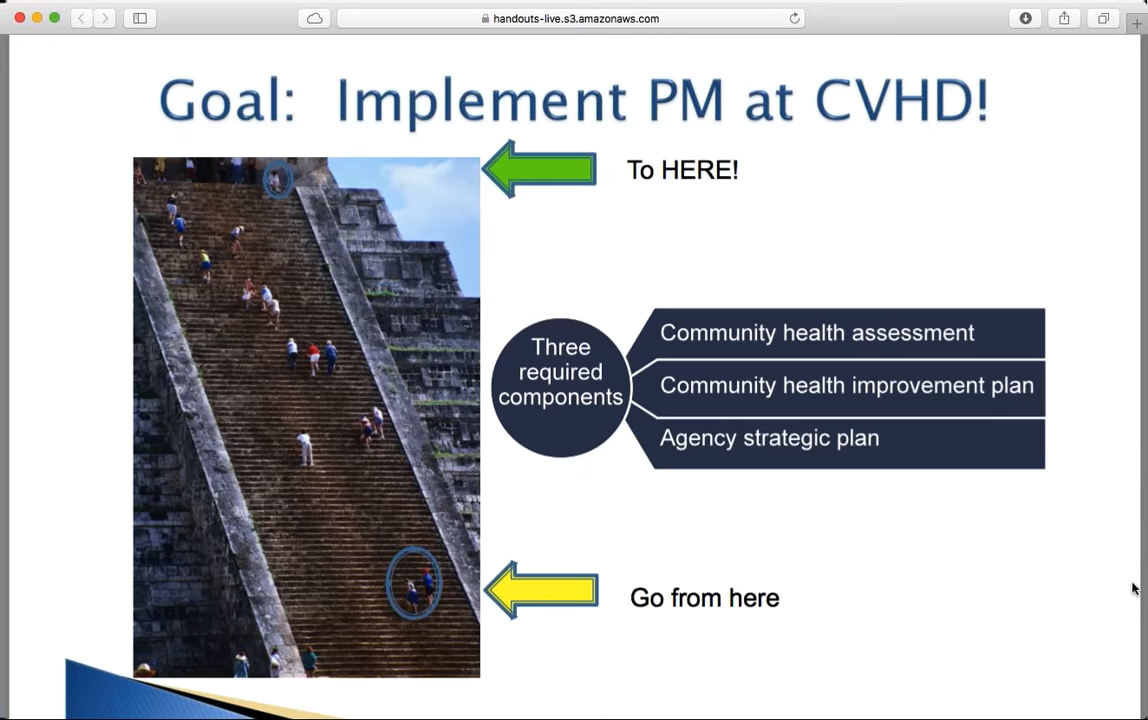 handouts-live.s3.amazonaws.com
Goal: Implement PM at CVHD!
To HERE!
Three
required
components
Community health assessment
Community health improvement plan
Agency strategic plan
Go from here